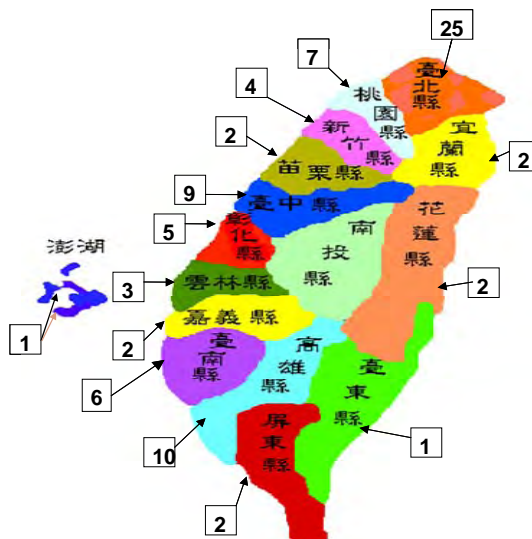 25
7
臺北縣
4
桃園縣
新竹縣
宜蘭縣
2
苗栗縣
2
9
臺中縣
花蓮縣
5
彰化縣
南投縣
澎湖
3
雲林縣
2
1
嘉義縣
2
臺南縣
高雄縣
臺東縣
6
10
屏東縣
1
2